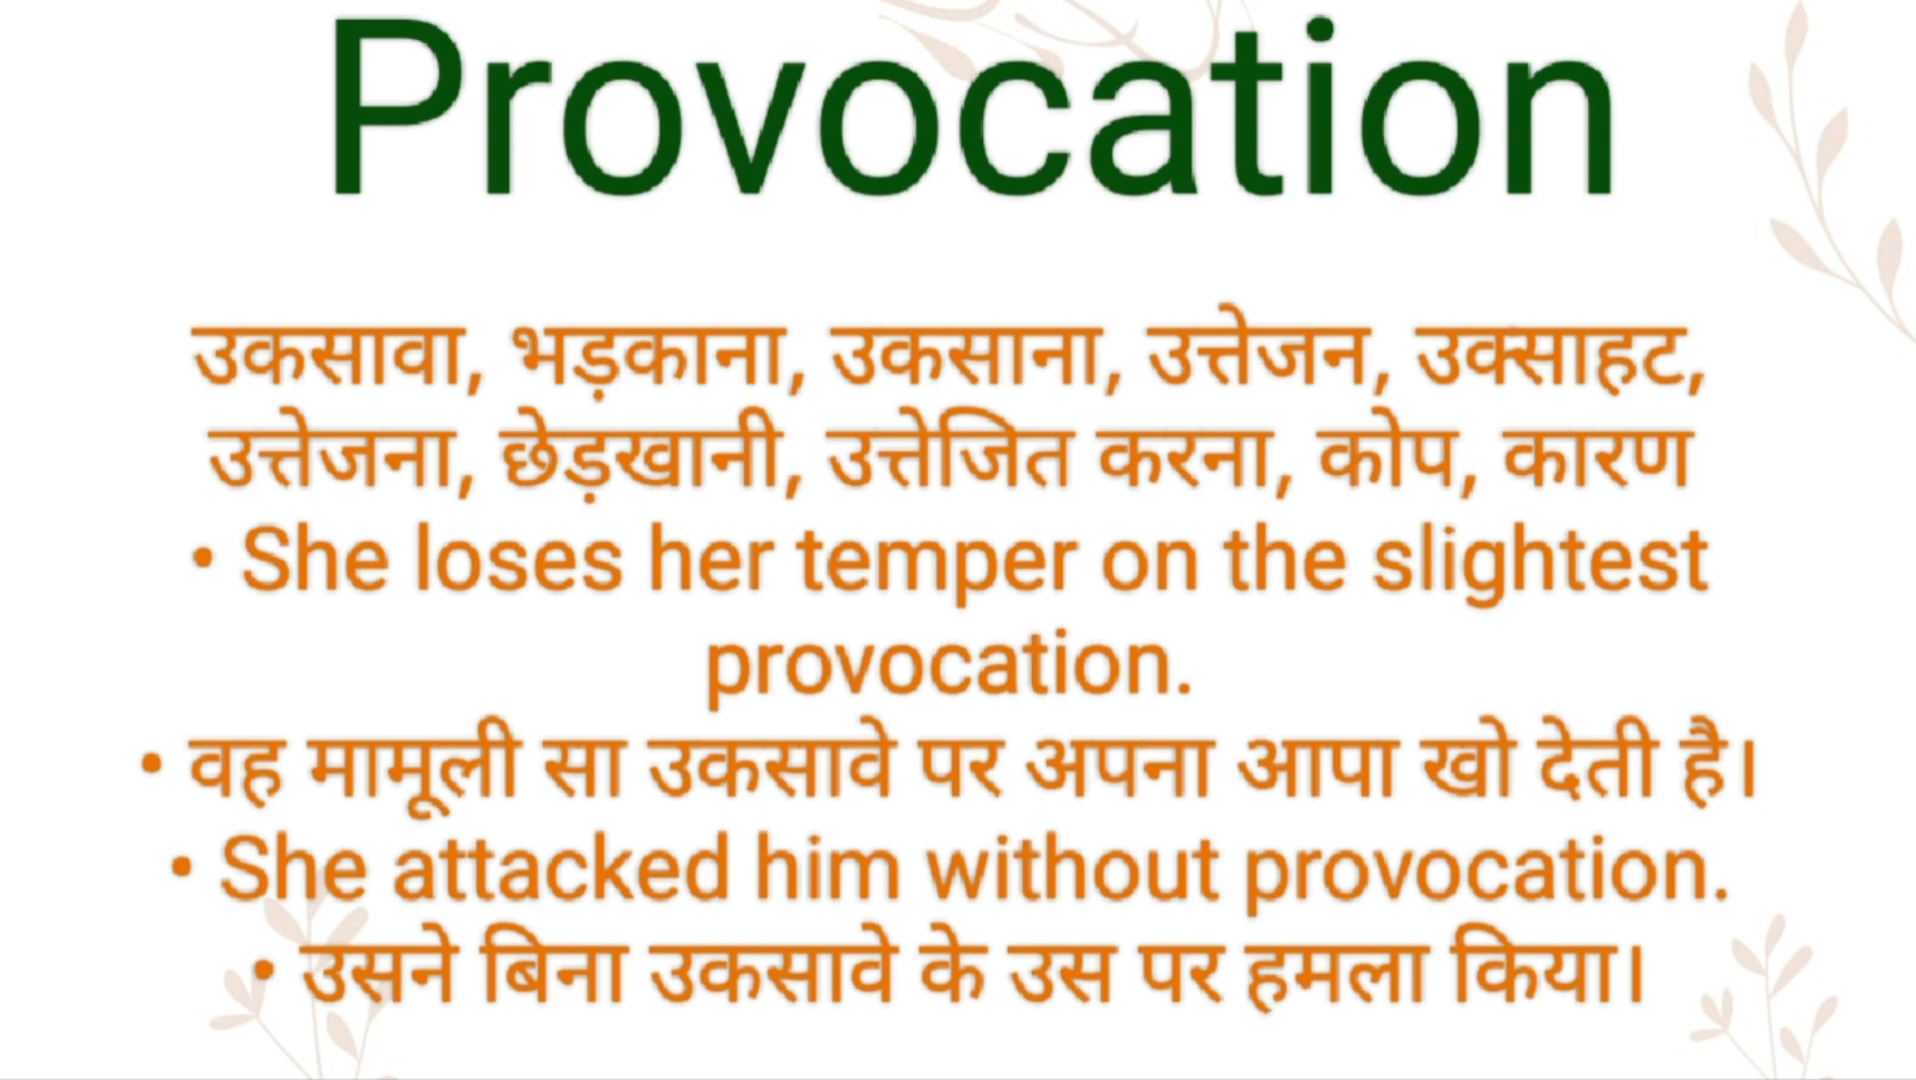 Provocation
उकसावा, भड़काना, उकसाना, उत्तेजन, उक्साहट,
उत्तेजना, छेड़खानी, उत्तेजित करना, कोप, कारण
• She loses her temper on the slightest
provocation.
• वह मामूली सा उकसावे पर अपना आपा खो देती है।
• She attacked him without provocation.
• उसने बिना उकसावे के उस पर हमला किया।